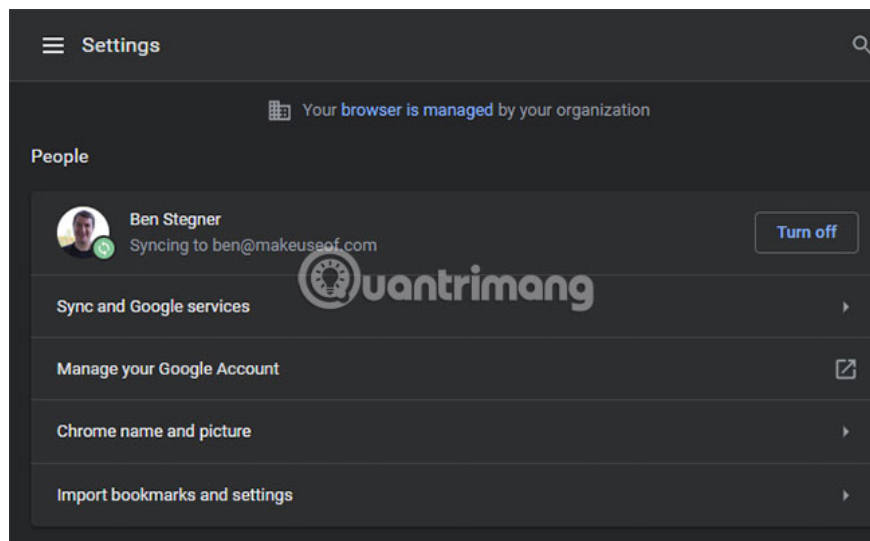 Settings
Your browser is managed by your organization
People
Ben Stegner
Syncing to ben@makeuseof.com
Turn off
Quantrimang
Sync and Google services
Manage your Google Account
Chrome name and picture
Import bookmarks and settings